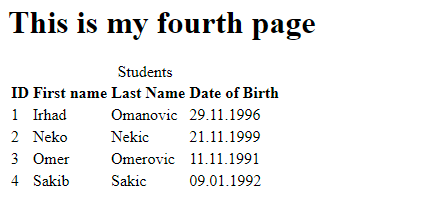 This is my fourth page
Students
ID First name Last Name Date of Birth
1 Irhad Omanovic 29.11.1996
2 Neko Nekic 21.11.1999
3 Omer Omerovic 11.11.1991
4 Sakib Sakic 09.01.1992